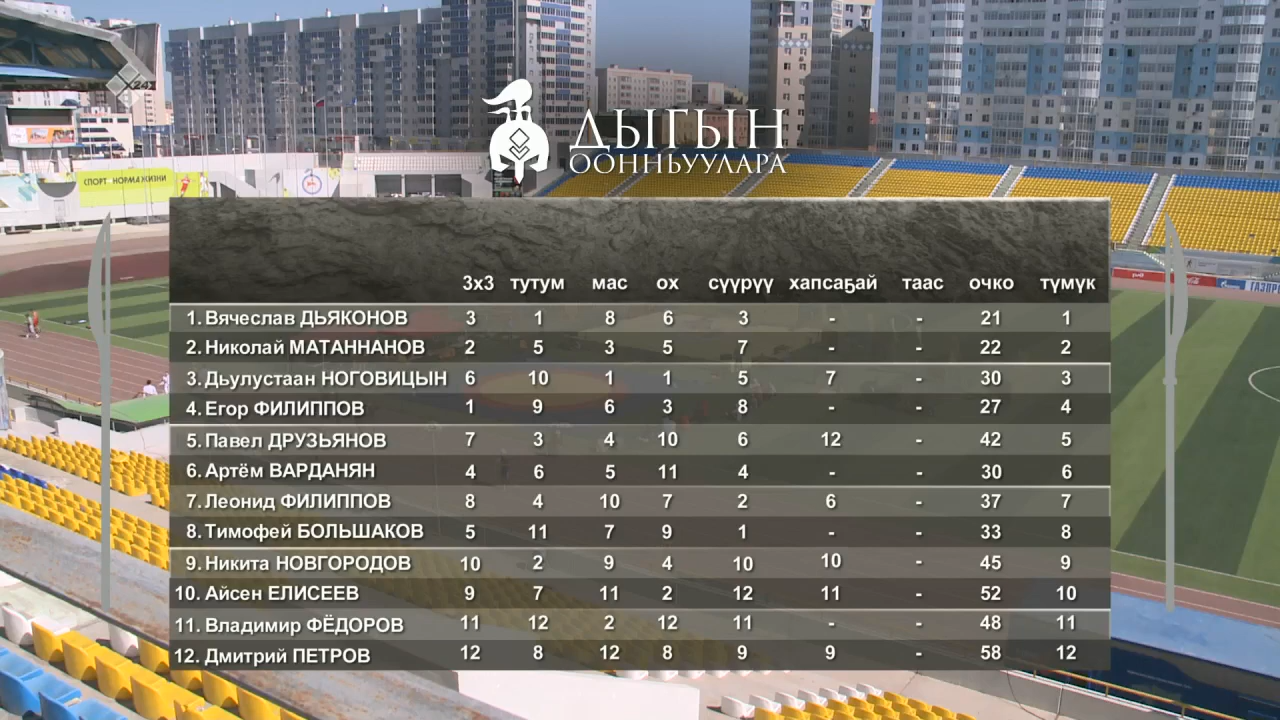 24
СПОРТ - НОРМА ЖИЗНИ
ДЫГЫН
ООННЬУУЛАРА
3x3 тутум мас ох сүүрүү хапсаҕай таас очко түмүк
1. Вячеслав ДЬЯКОНОВ 3 1 8 6 3 - - 21 1
2. Николай МАТАННАНОВ 2 5 3 5 7 - - 22 2
3. Дьулустаан НОГОВИЦЫН 6 10 1 1 5 7 - 30 3
4. Егор ФИЛИППОВ 1 9 6 3 8 - - 27 4
5. Павел ДРУЗЬЯНОВ 7 3 4 10 6 12 - 42 5
6. Артём ВАРДАНЯН 4 6 5 11 4 - - 30 6
7. Леонид ФИЛИППОВ 8 4 10 7 2 6 - 37 7
8. Тимофей БОЛЬШАКОВ 5 11 7 9 1 - - 33 8
9. Никита НОВГОРОДОВ 10 2 9 4 10 10 - 45 9
10. Айсен ЕЛИСЕЕВ 9 7 11 2 12 11 - 52 10
11. Владимир ФЁДОРОВ 11 12 2 12 11 - - 48 11
12. Дмитрий ПЕТРОВ 12 8 12 8 9 9 - 58 12